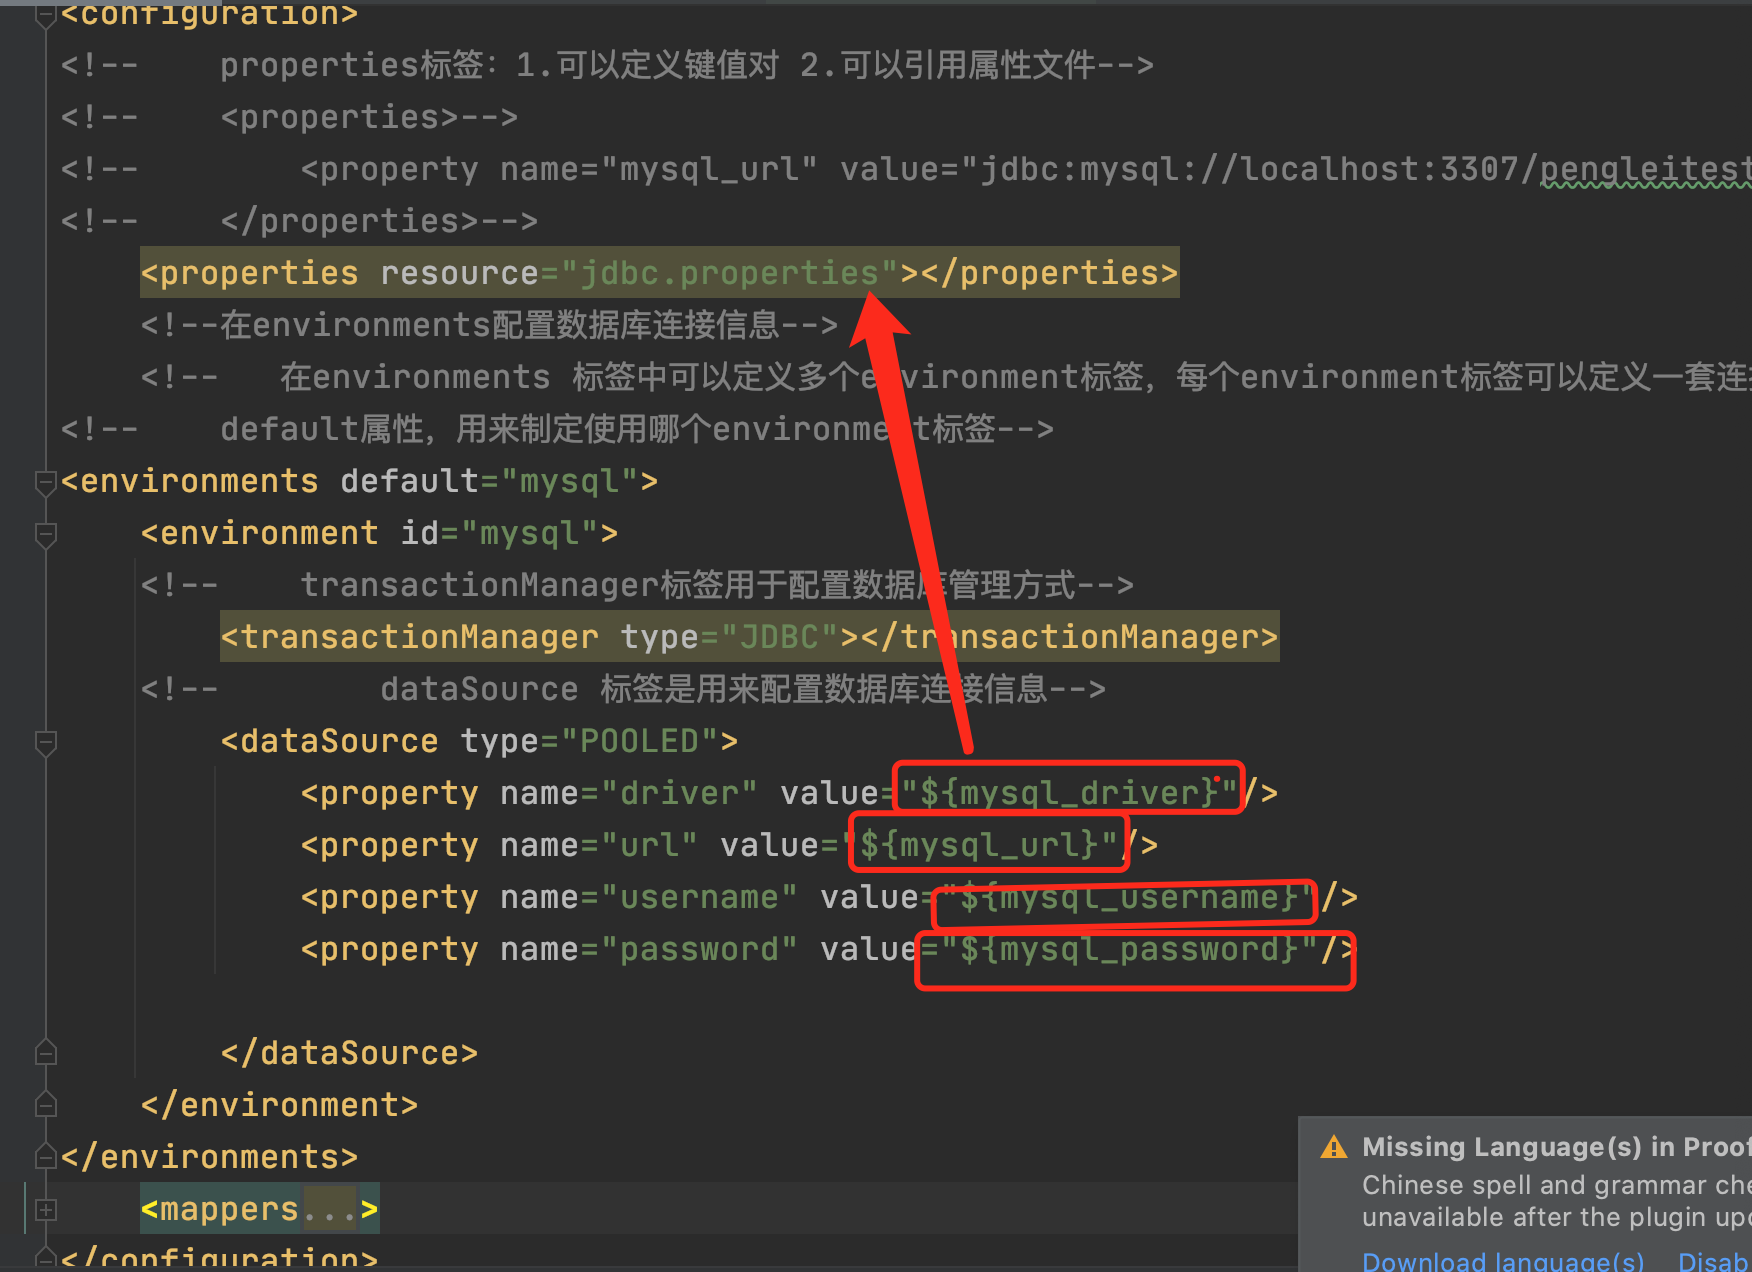 <configuration>
<!--    properties标签：1.可以定义键值对 2.可以引用属性文件-->
<!--    <properties>-->
<!--        <property name="mysql_url" value="jdbc:mysql://localhost:3307/pengleitest
<!--    </properties>-->
    <properties resource="jdbc.properties"></properties>
    <!--在environments配置数据库连接信息-->
    <!--   在environments 标签中可以定义多个environment标签，每个environment标签可以定义一套连接
<!--    default属性，用来制定使用哪个environment标签-->
<environments default="mysql">
    <environment id="mysql">
    <!--    transactionManager标签用于配置数据库管理方式-->
        <transactionManager type="JDBC"></transactionManager>
    <!--        dataSource 标签是用来配置数据库连接信息-->
        <dataSource type="POOLED">
            <property name="driver" value="${mysql_driver}"/>
            <property name="url" value="${mysql_url}"/>
            <property name="username" value="${mysql_username}"/>
            <property name="password" value="${mysql_password}"/>
        </dataSource>
    </environment>
</environments>
    <mappers...>
</configuration>
Missing Language(s) in Proof
Chinese spell and grammar che
unavailable after the plugin upd
Download language(s) Disab